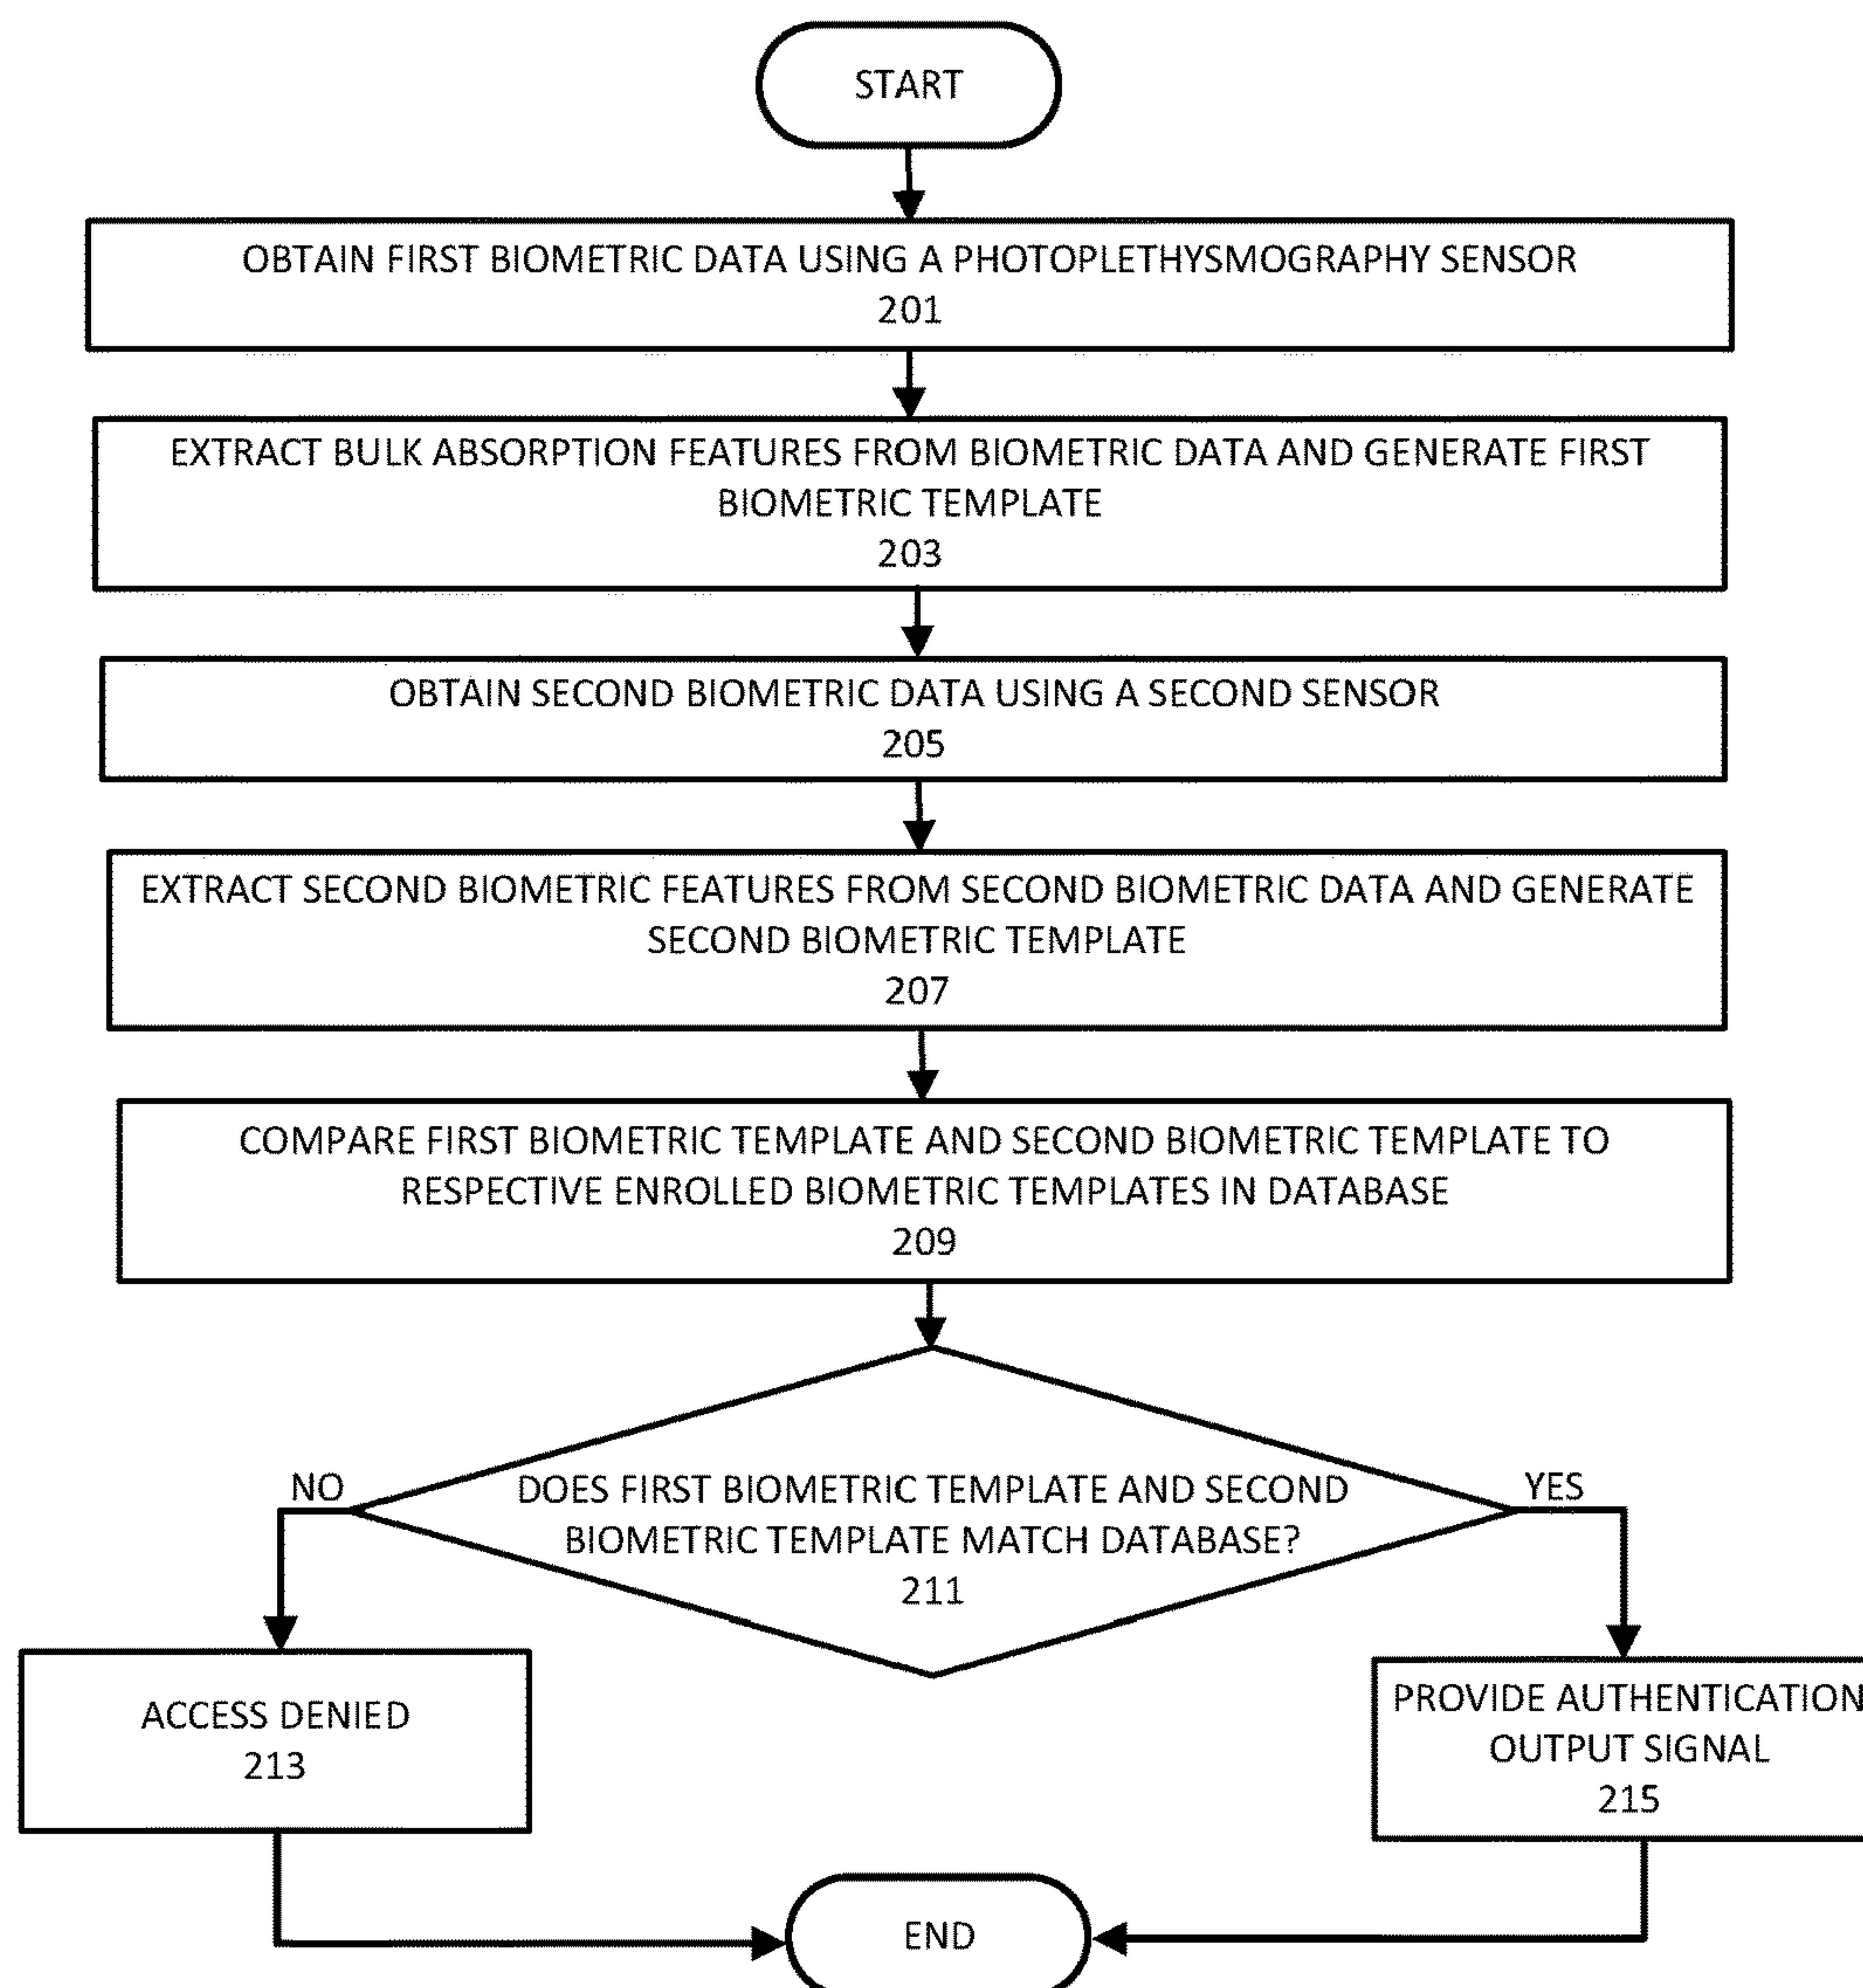 START
OBTAIN FIRST BIOMETRIC DATA USING A PHOTOPLETHYSMOGRAPHY SENSOR
201
EXTRACT BULK ABSORPTION FEATURES FROM BIOMETRIC DATA AND GENERATE FIRST
BIOMETRIC TEMPLATE
203
OBTAIN SECOND BIOMETRIC DATA USING A SECOND SENSOR
205
EXTRACT SECOND BIOMETRIC FEATURES FROM SECOND BIOMETRIC DATA AND GENERATE
SECOND BIOMETRIC TEMPLATE
207
COMPARE FIRST BIOMETRIC TEMPLATE AND SECOND BIOMETRIC TEMPLATE TO
RESPECTIVE ENROLLED BIOMETRIC TEMPLATES IN DATABASE
209
DOES FIRST BIOMETRIC TEMPLATE AND SECOND
BIOMETRIC TEMPLATE MATCH DATABASE?
211
NO
YES
ACCESS DENIED
213
PROVIDE AUTHENTICATION
OUTPUT SIGNAL
215
END